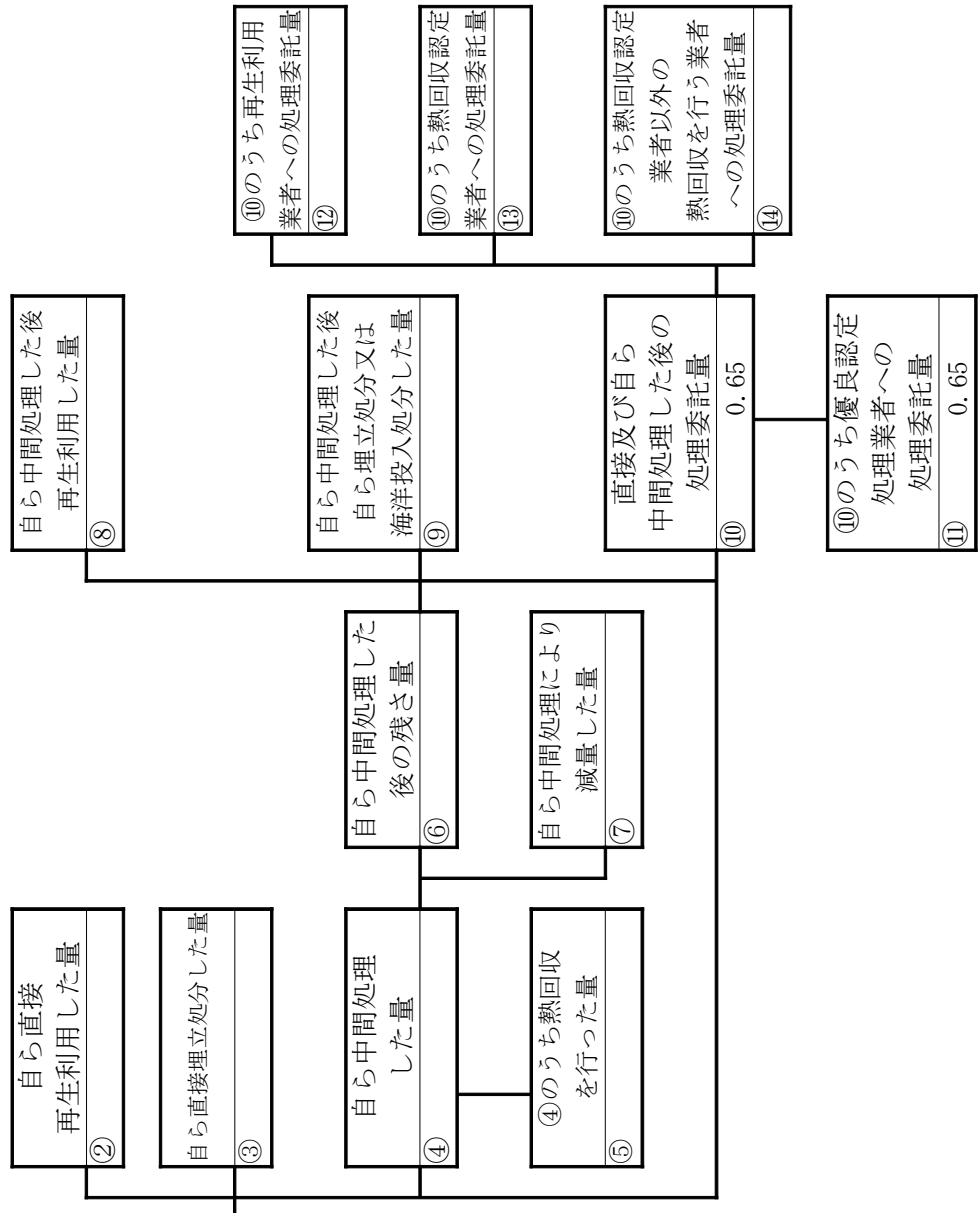 自ら直接
再生利用した量
②
自ら直接埋立処分した量
③
自ら中間処理
した量
④
④のうち熱回収
を行った量
⑤
自ら中間処理した
後の残さ量
⑥
自ら中間処理により
減量した量
⑦
自ら中間処理した後
再生利用した量
⑧
自ら中間処理した後
自ら埋立処分又は
海洋投入処分した量
⑨
直接及び自ら
中間処理した後の
処理委託量
⑩ 0.65
⑩のうち優良認定
処理業者への
処理委託量
⑪ 0.65
⑩のうち再生利用
業者への処理委託量
⑫
⑩のうち熱回収認定
業者への処理委託量
⑬
⑩のうち熱回収認定
業者以外の
熱回収を行う業者
への処理委託量
⑭